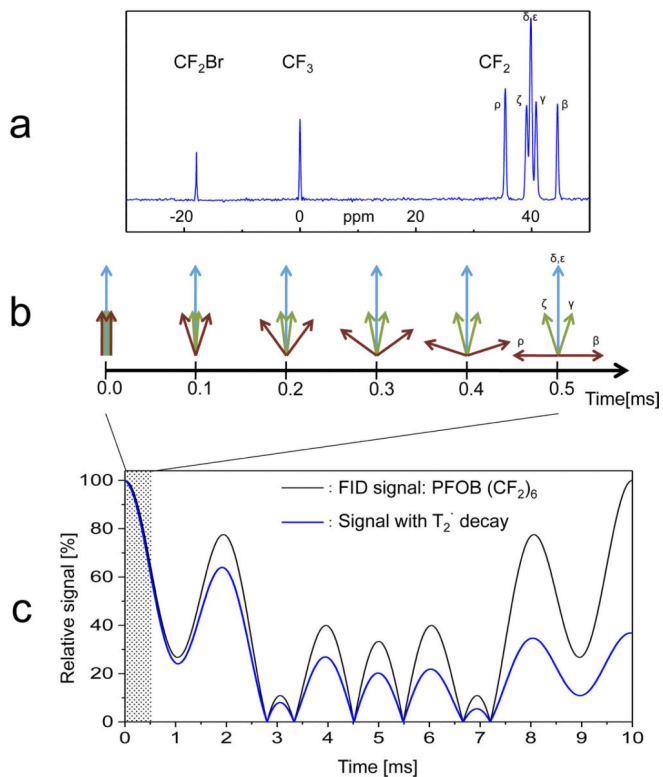 a
CF₂Br
CF₃
CF₂
δ,ε
ρ
ζ
γ
β
-20
0
ppm
20
40
b
δ,ε
ζ
γ
ρ
β
0.0
0.1
0.2
0.3
0.4
0.5
Time[ms]
c
Relative signal [%]
100
80
60
40
20
0
— : FID signal: PFOB (CF₂)₆
— : Signal with T₂` decay
0 1 2 3 4 5 6 7 8 9 10
Time [ms]